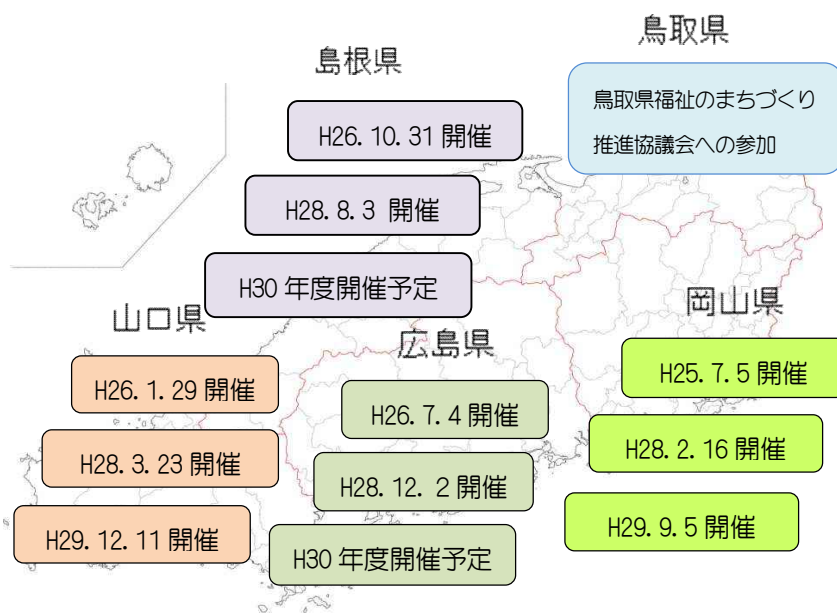 鳥取県
鳥取県福祉のまちづくり
推進協議会への参加
島根県
H26.10.31 開催
H28.8.3 開催
H30 年度開催予定
岡山県
H25.7.5 開催
H28.2.16 開催
H29.9.5 開催
広島県
H26.7.4 開催
H28.12. 2 開催
H30 年度開催予定
山口県
H26.1.29 開催
H28.3.23 開催
H29.12.11 開催